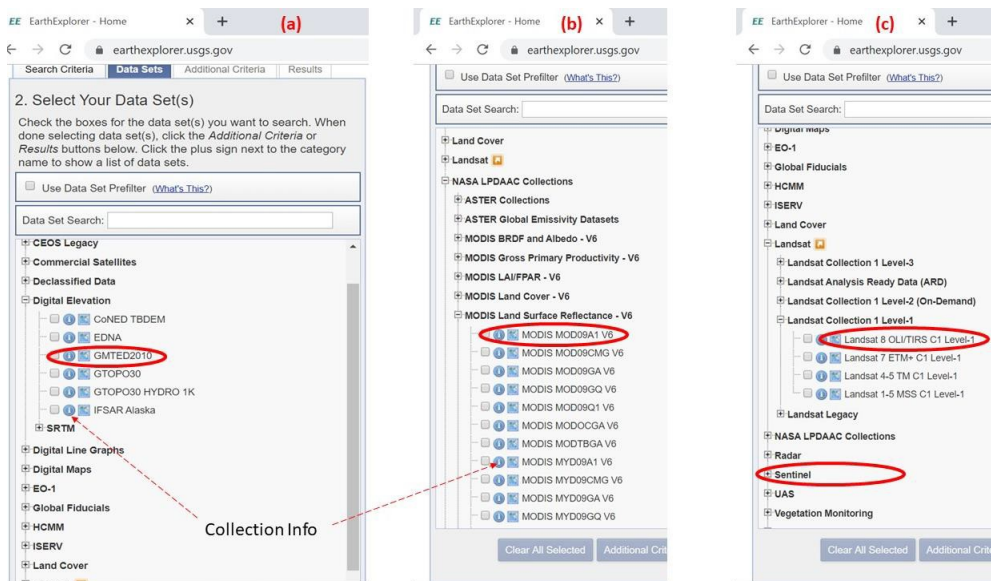 EE EarthExplorer - Home × + (a)
earthexplorer.usgs.gov
Search Criteria Data Sets Additional Criteria Results
2. Select Your Data Set(s)
Check the boxes for the data set(s) you want to search. When
done selecting data set(s), click the Additional Criteria or
Results buttons below. Click the plus sign next to the category
name to show a list of data sets.
Use Data Set Prefilter (What's This?)
Data Set Search:
CEOS Legacy
Commercial Satellites
Declassified Data
Digital Elevation
CoNED TBDEM
EDNA
GMTED2010
GTOPO30
GTOPO30 HYDRO 1K
IFSAR Alaska
SRTM
Digital Line Graphs
Digital Maps
EO-1
Global Fiducials
HCMM
ISERV
Land Cover
Collection Info
EE EarthExplorer - Home (b) × +
earthexplorer.usgs.gov
Use Data Set Prefilter (What's This?)
Data Set Search:
Land Cover
Landsat
NASA LPDAAC Collections
ASTER Collections
ASTER Global Emissivity Datasets
MODIS BRDF and Albedo - V6
MODIS Gross Primary Productivity - V6
MODIS LAI/FPAR - V6
MODIS Land Cover - V6
MODIS Land Surface Reflectance - V6
MODIS MOD09A1 V6
MODIS MOD09CMG V6
MODIS MOD09GA V6
MODIS MOD09GQ V6
MODIS MOD09Q1 V6
MODIS MODOCGA V6
MODIS MODTBGA V6
MODIS MYD09A1 V6
MODIS MYD09CMG V6
MODIS MYD09GA V6
MODIS MYD09GQ V6
Clear All Selected Additional Crit
EE EarthExplorer - Home (c) × +
earthexplorer.usgs.gov
Use Data Set Prefilter (What's This?)
Data Set Search:
Digital Maps
EO-1
Global Fiducials
HCMM
ISERV
Land Cover
Landsat
Landsat Collection 1 Level-3
Landsat Analysis Ready Data (ARD)
Landsat Collection 1 Level-2 (On-Demand)
Landsat Collection 1 Level-1
Landsat 8 OLI/TIRS C1 Level-1
Landsat 7 ETM+ C1 Level-1
Landsat 4-5 TM C1 Level-1
Landsat 1-5 MSS C1 Level-1
Landsat Legacy
NASA LPDAAC Collections
Radar
Sentinel
UAS
Vegetation Monitoring
Clear All Selected Additional Crite